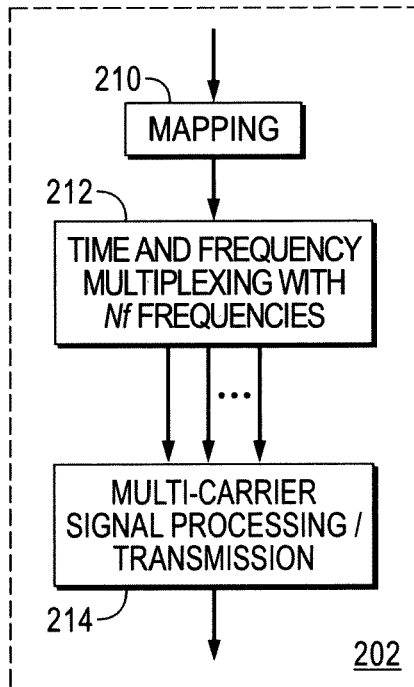 210
MAPPING
212
TIME AND FREQUENCY
MULTIPLEXING WITH
Nf FREQUENCIES
...
MULTI-CARRIER
SIGNAL PROCESSING /
TRANSMISSION
214
202